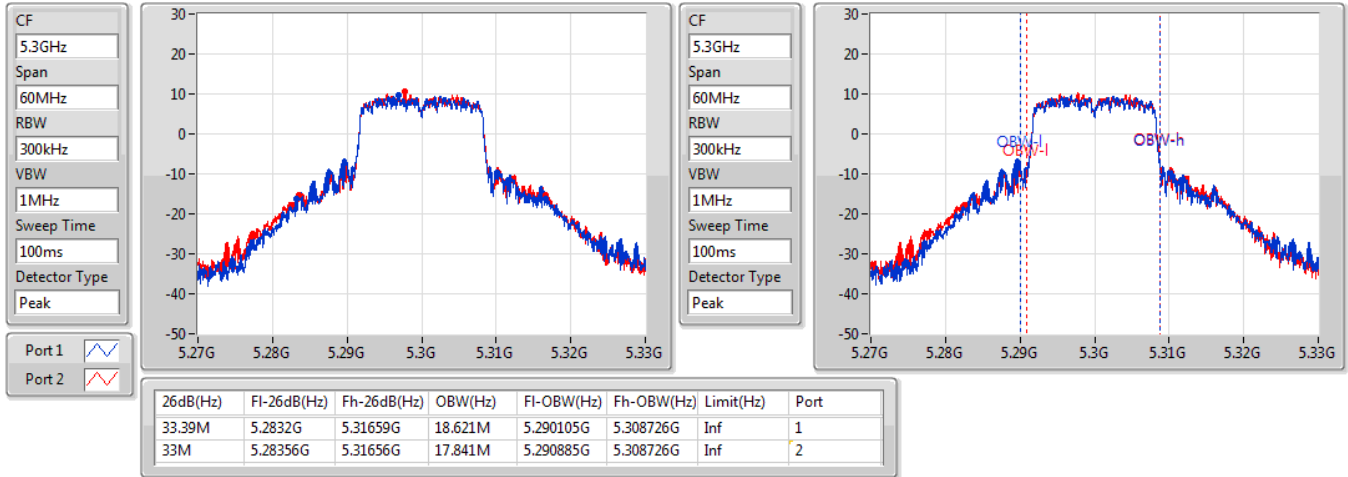 CF
5.3GHz
Span
60MHz
RBW
300kHz
VBW
1MHz
Sweep Time
100ms
Detector Type
Peak
Port 1
Port 2
30
20
10
0
-10
-20
-30
-40
-50
5.27G 5.28G 5.29G 5.3G 5.31G 5.32G 5.33G
CF
5.3GHz
Span
60MHz
RBW
300kHz
VBW
1MHz
Sweep Time
100ms
Detector Type
Peak
30
20
10
0
-10
-20
-30
-40
-50
OBW-l
OBW-l
OBW-h
5.27G 5.28G 5.29G 5.3G 5.31G 5.32G 5.33G
26dB(Hz) Fl-26dB(Hz) Fh-26dB(Hz) OBW(Hz) Fl-OBW(Hz) Fh-OBW(Hz) Limit(Hz) Port
33.39M 5.2832G 5.31659G 18.621M 5.290105G 5.308726G Inf 1
33M 5.28356G 5.31656G 17.841M 5.290885G 5.308726G Inf 2